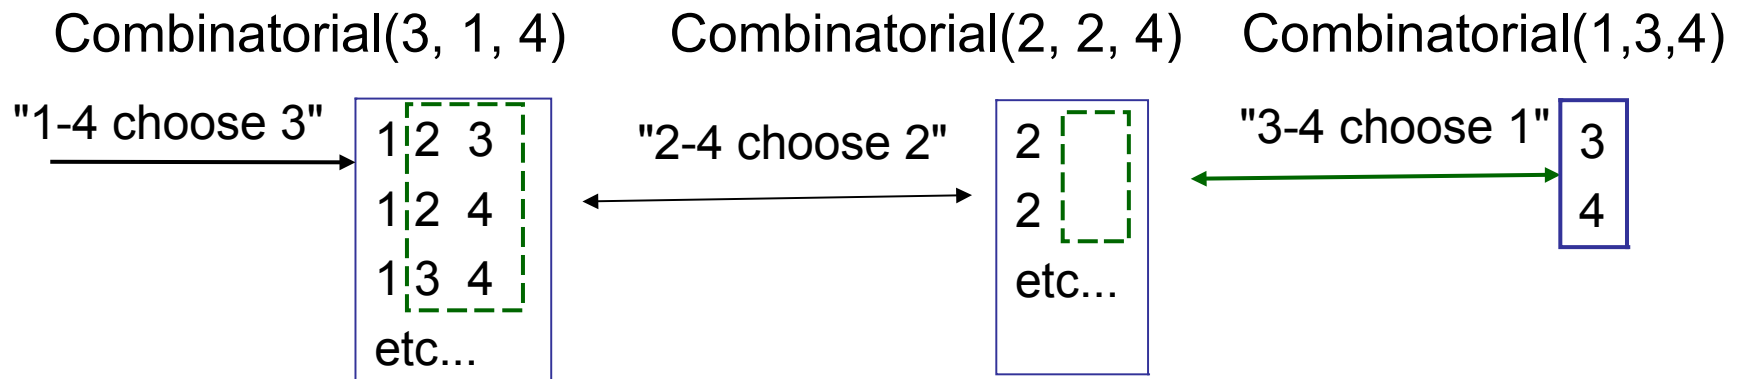 Combinatorial(3, 1, 4)
Combinatorial(2, 2, 4)
Combinatorial(1,3,4)
"1-4 choose 3"
1 2 3
1 2 4
1 3 4
etc...
"2-4 choose 2"
2
2
etc...
"3-4 choose 1"
3
4